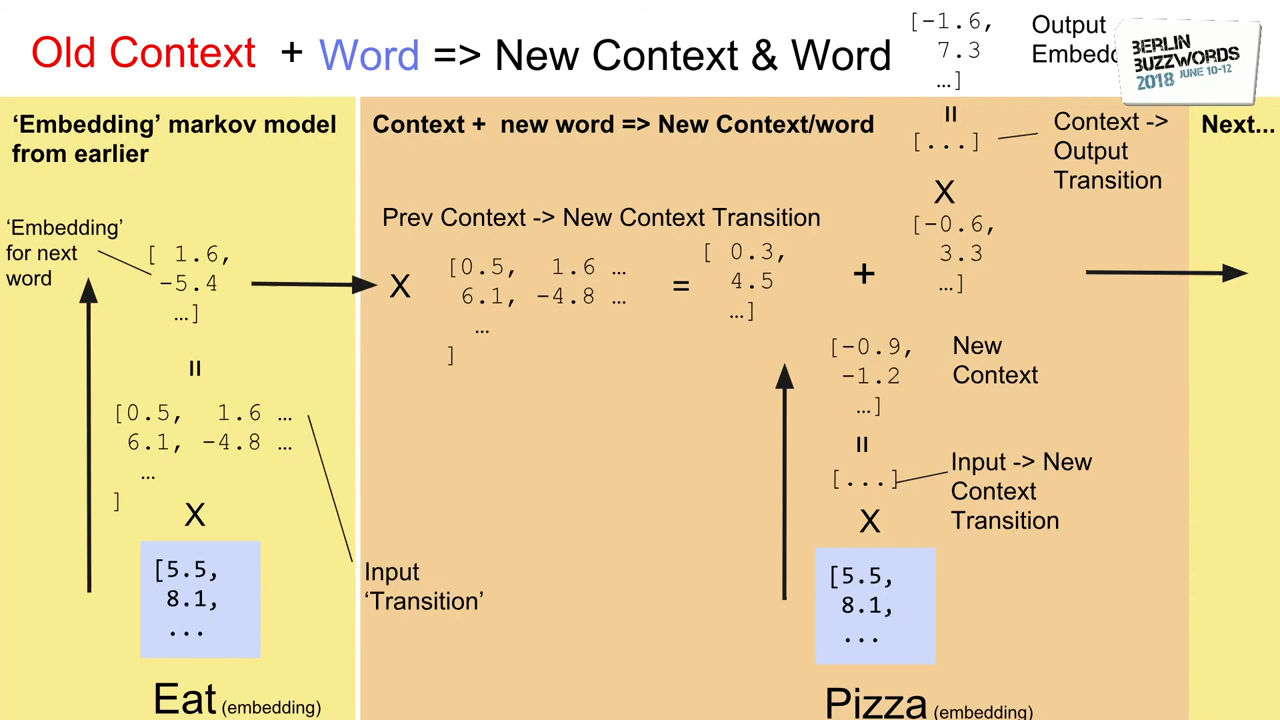 Old Context + Word => New Context & Word
[-1.6,
7.3
…]
Output
BERLIN
BUZZWORDS
2018 JUNE 10-12
'Embedding' markov model
from earlier
'Embedding'
for next
word
[ 1.6,
-5.4
…]
=
[0.5, 1.6 …
6.1, -4.8 …
…
]
X
[5.5,
8.1,
...
Eat (embedding)
Input
'Transition'
Context + new word => New Context/word
Prev Context -> New Context Transition
X
[0.5, 1.6 …
6.1, -4.8 …
…
]
=
[ 0.3,
4.5
…]
+
=
[...]
Context ->
Output
Transition
X
[-0.6,
3.3
…]
[-0.9,
-1.2
…]
New
Context
=
[...]
Input -> New
Context
Transition
X
[5.5,
8.1,
...
Pizza (embedding)
Next...